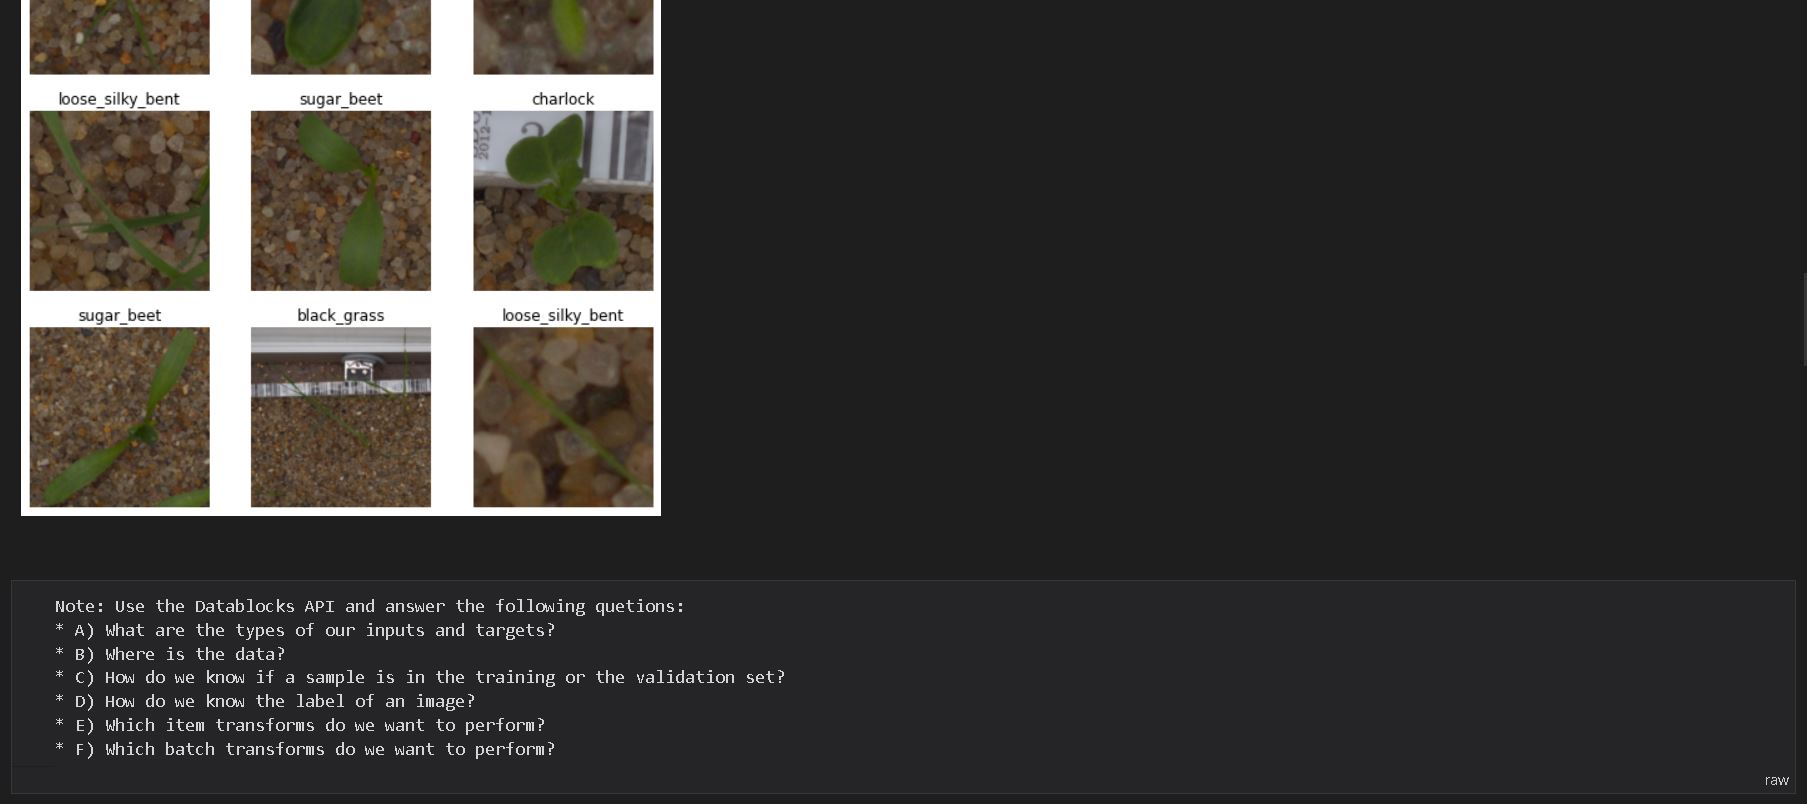 loose_silky_bent sugar_beet charlock
2012-1
sugar_beet black_grass loose_silky_bent
Note: Use the Datablocks API and answer the following quetions:
* A) What are the types of our inputs and targets?
* B) Where is the data?
* C) How do we know if a sample is in the training or the validation set?
* D) How do we know the label of an image?
* E) Which item transforms do we want to perform?
* F) Which batch transforms do we want to perform?
raw